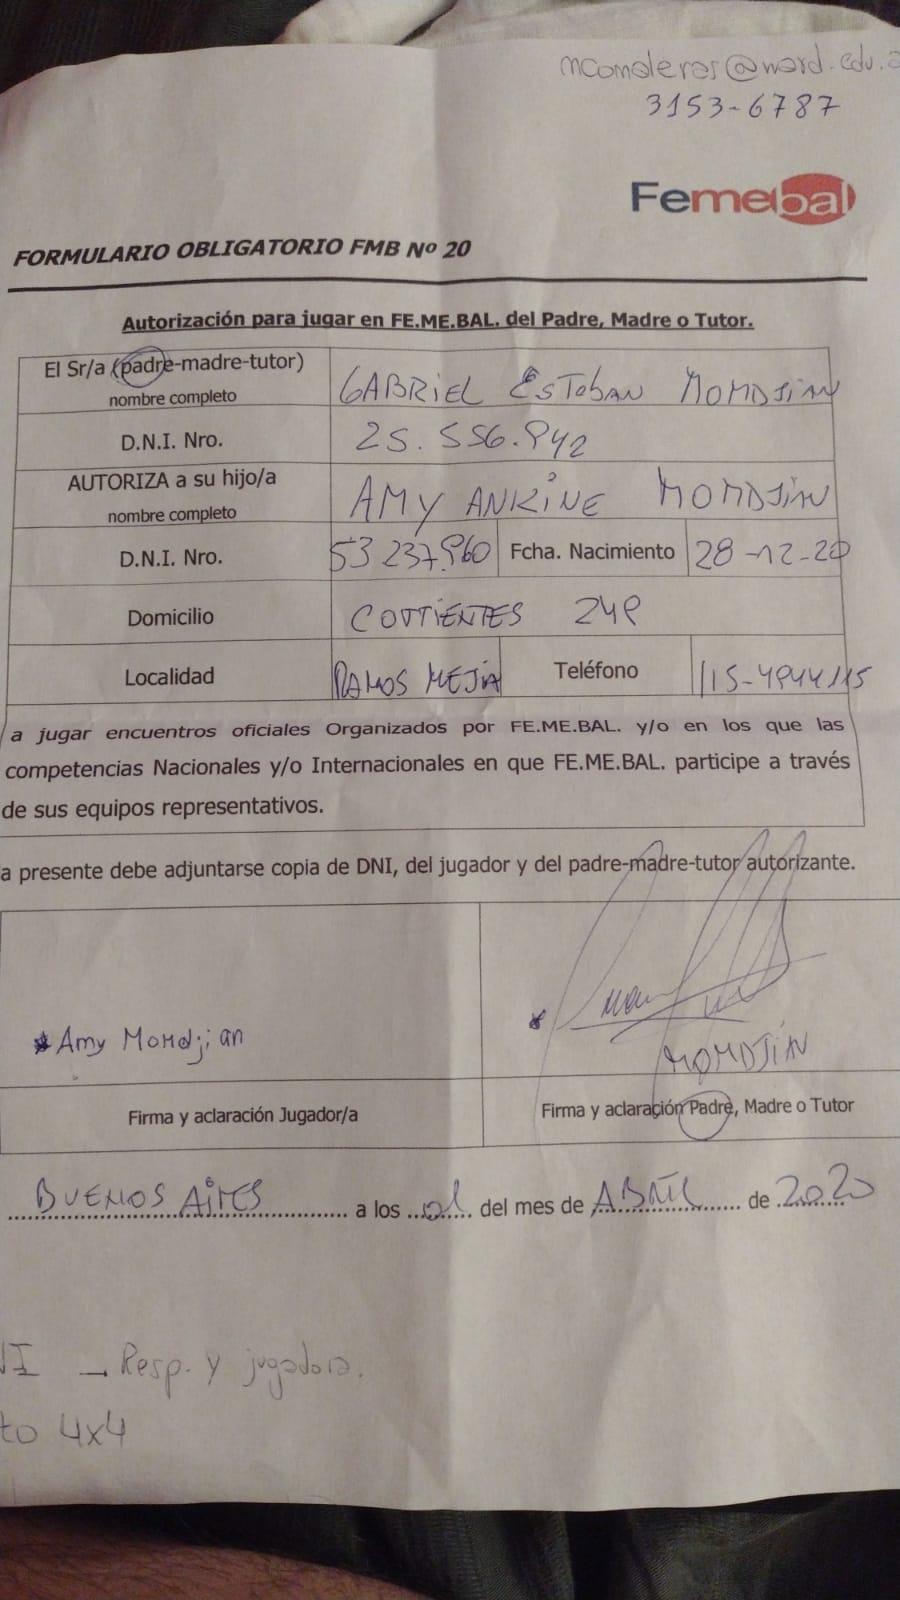 mcomoleras@ward.edu.a
3153-6787
Femebal
FORMULARIO OBLIGATORIO FMB Nº 20
Autorización para jugar en FE.ME.BAL. del Padre, Madre o Tutor.
El Sr/a (padre-madre-tutor)
nombre completo
GABRIEL ESTEBAN MOMDJIAN
D.N.I. Nro.
25.556.942
AUTORIZA a su hijo/a
nombre completo
AMY ANKINE MOMDJIAN
D.N.I. Nro. 53237.960 Fcha. Nacimiento 28-12-20
Domicilio CORRIENTES 249
Localidad RAMOS MEJIA Teléfono 115-4944115
a jugar encuentros oficiales Organizados por FE.ME.BAL. y/o en los que las
competencias Nacionales y/o Internacionales en que FE.ME.BAL. participe a través
de sus equipos representativos.
a presente debe adjuntarse copia de DNI, del jugador y del padre-madre-tutor autorizante.
*Amy Momdjian
* MOMDJIAN
Firma y aclaración Jugador/a
Firma y aclaración Padre, Madre o Tutor
BUENOS AIRES a los 01 del mes de ABRIL de 2020
NI → Resp. y jugadora.
to 4x4